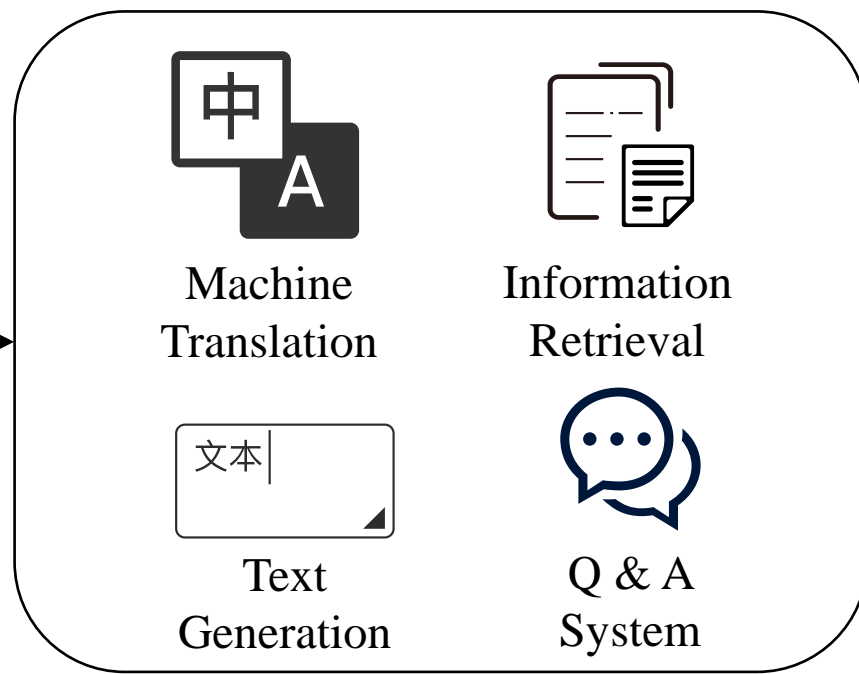 中
A
Machine
Translation
Information
Retrieval
文本
Text
Generation
Q & A
System